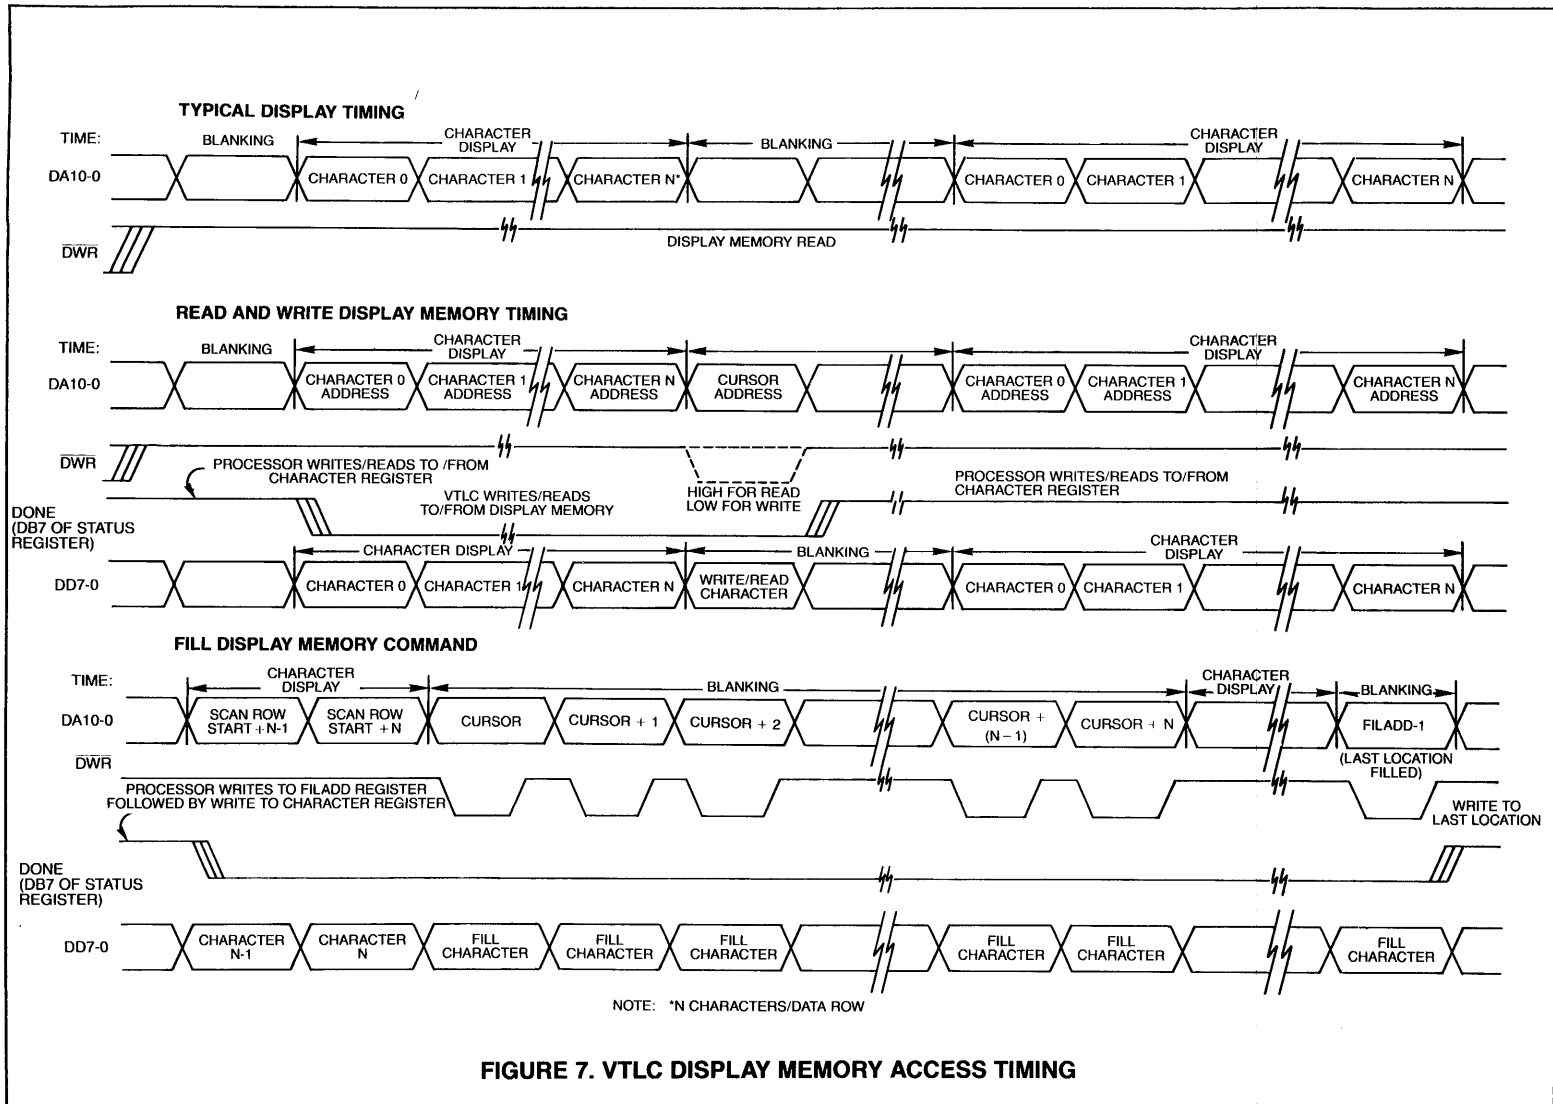 TYPICAL DISPLAY TIMING
TIME:
BLANKING
CHARACTER
DISPLAY
BLANKING
CHARACTER
DISPLAY
DA10-0
CHARACTER 0
CHARACTER 1
CHARACTER N*
CHARACTER 0
CHARACTER 1
CHARACTER N
DWR
DISPLAY MEMORY READ
READ AND WRITE DISPLAY MEMORY TIMING
TIME:
BLANKING
CHARACTER
DISPLAY
CHARACTER
DISPLAY
DA10-0
CHARACTER 0
ADDRESS
CHARACTER 1
ADDRESS
CHARACTER N
ADDRESS
CURSOR
ADDRESS
CHARACTER 0
ADDRESS
CHARACTER 1
ADDRESS
CHARACTER N
ADDRESS
DWR
PROCESSOR WRITES/READS TO /FROM
CHARACTER REGISTER
VTLC WRITES/READS
TO/FROM DISPLAY MEMORY
HIGH FOR READ
LOW FOR WRITE
PROCESSOR WRITES/READS TO/FROM
CHARACTER REGISTER
DONE
(DB7 OF STATUS
REGISTER)
CHARACTER DISPLAY
BLANKING
CHARACTER
DISPLAY
DD7-0
CHARACTER 0
CHARACTER 1
CHARACTER N
WRITE/READ
CHARACTER
CHARACTER 0
CHARACTER 1
CHARACTER N
FILL DISPLAY MEMORY COMMAND
TIME:
CHARACTER
DISPLAY
BLANKING
CHARACTER
DISPLAY
BLANKING
DA10-0
SCAN ROW
START +N-1
SCAN ROW
START +N
CURSOR
CURSOR + 1
CURSOR + 2
CURSOR +
(N – 1)
CURSOR + N
FILADD-1
(LAST LOCATION
FILLED)
DWR
PROCESSOR WRITES TO FILADD REGISTER
FOLLOWED BY WRITE TO CHARACTER REGISTER
WRITE TO
LAST LOCATION
DONE
(DB7 OF STATUS
REGISTER)
DD7-0
CHARACTER
N-1
CHARACTER
N
FILL
CHARACTER
FILL
CHARACTER
FILL
CHARACTER
FILL
CHARACTER
FILL
CHARACTER
FILL
CHARACTER
NOTE: *N CHARACTERS/DATA ROW
FIGURE 7. VTLC DISPLAY MEMORY ACCESS TIMING